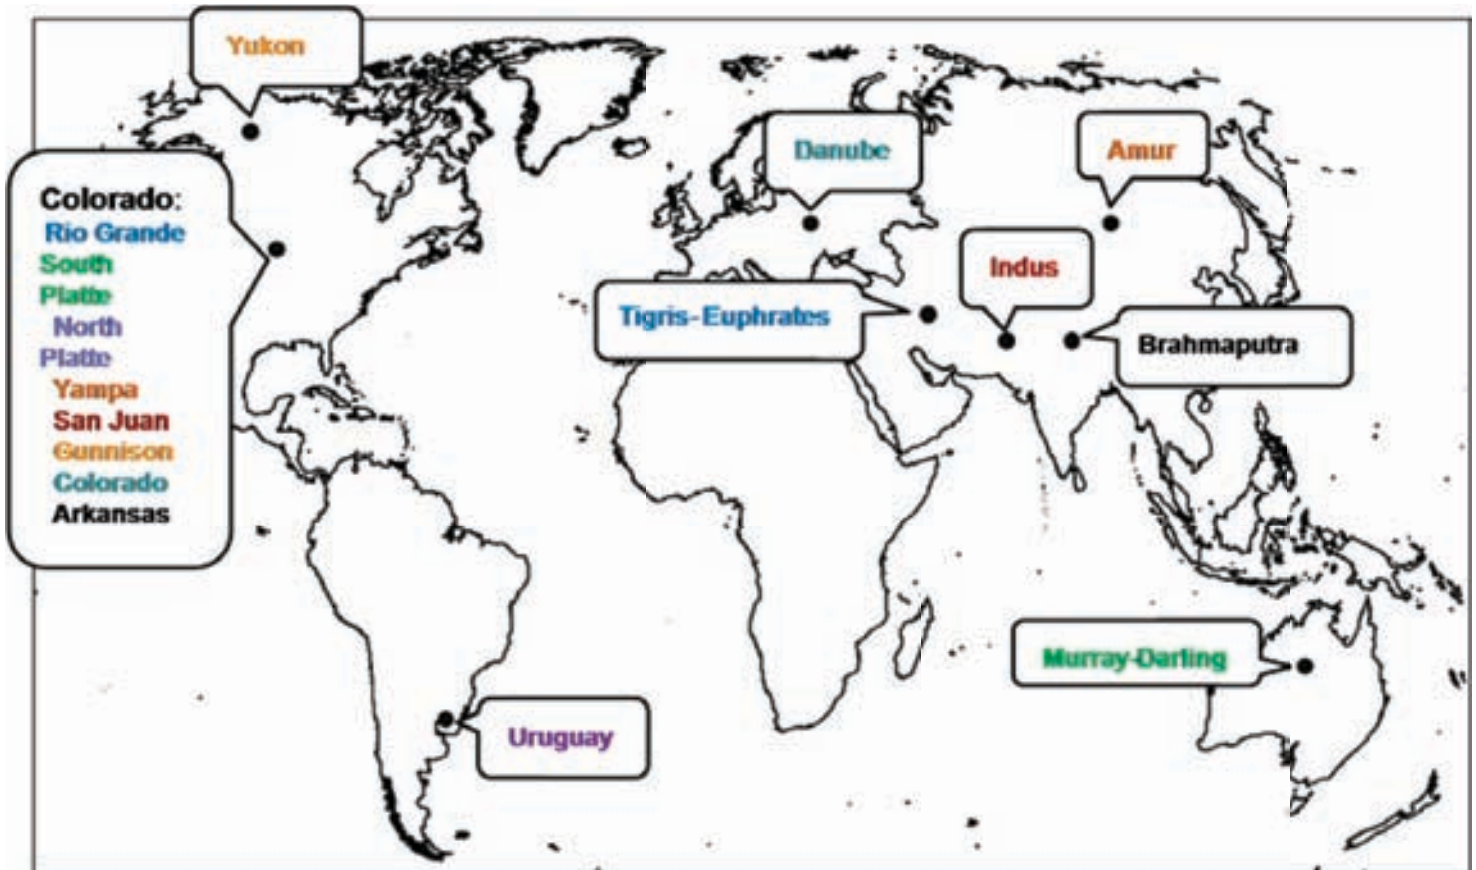 Yukon
Danube
Amur
Colorado:
Rio Grande
South
Platte
North
Platte
Yampa
San Juan
Gunnison
Colorado
Arkansas
Indus
Tigris-Euphrates
Brahmaputra
Murray-Darling
Uruguay